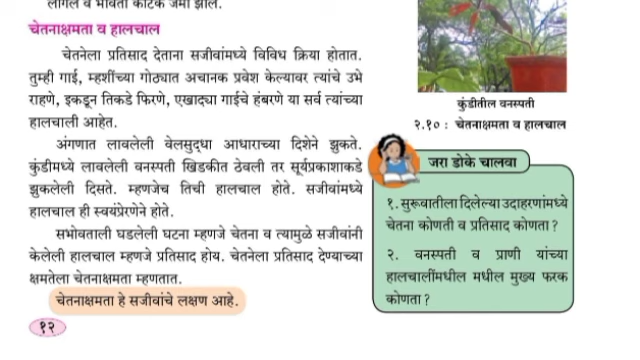 लागले व भोवती काटक जमा झाले.
चेतनाक्षमता व हालचाल
चेतनेला प्रतिसाद देताना सजीवांमध्ये विविध क्रिया होतात.
तुम्ही गाई, म्हशींच्या गोठ्यात अचानक प्रवेश केल्यावर त्यांचे उभे
राहणे, इकडून तिकडे फिरणे, एखाद्या गाईचे हंबरणे या सर्व त्यांच्या
हालचाली आहेत.
अंगणात लावलेली वेलसुद्धा आधाराच्या दिशेने झुकते.
कुंडीमध्ये लावलेली वनस्पती खिडकीत ठेवली तर सूर्यप्रकाशाकडे
झुकलेली दिसते. म्हणजेच तिची हालचाल होते. सजीवांमध्ये
हालचाल ही स्वयंप्रेरणेने होते.
सभोवताली घडलेली घटना म्हणजे चेतना व त्यामुळे सजीवांनी
केलेली हालचाल म्हणजे प्रतिसाद होय. चेतनेला प्रतिसाद देण्याच्या
क्षमतेला चेतनाक्षमता म्हणतात.
चेतनाक्षमता हे सजीवांचे लक्षण आहे.
१२
कुंडीतील वनस्पती
२.१० : चेतनाक्षमता व हालचाल
जरा डोके चालवा
१. सुरूवातीला दिलेल्या उदाहरणांमध्ये
चेतना कोणती व प्रतिसाद कोणता ?
२. वनस्पती व प्राणी यांच्या
हालचालींमधील मधील मुख्य फरक
कोणता ?